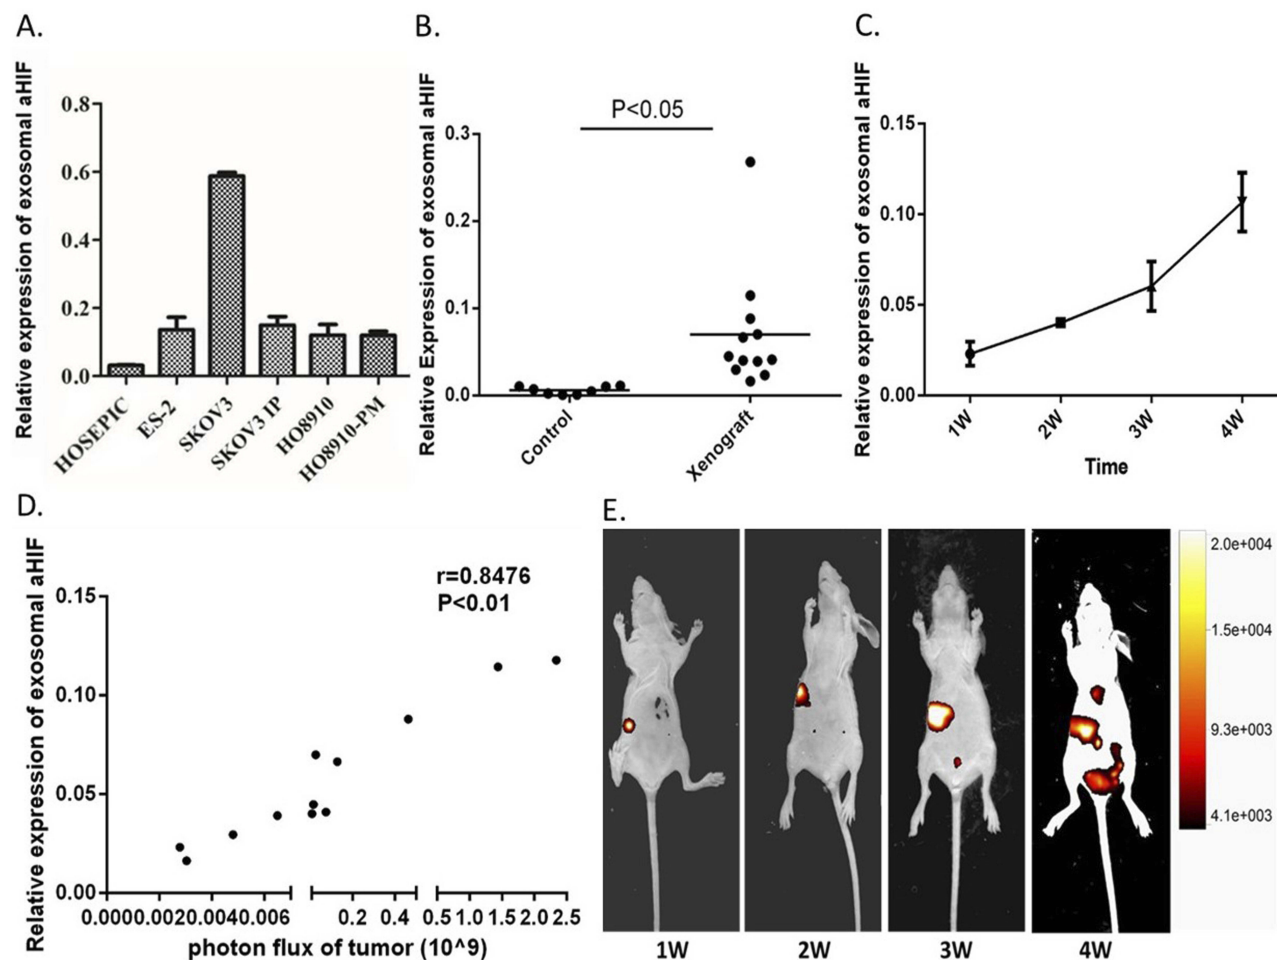 A.
Relative expression of exosomal aHIF
0.8
0.6
0.4
0.2
0.0
HOSEPIC
ES-2
SKOV3
SKOV3 IP
HO8910
HO8910-PM
B.
Relative Expression of exosomal aHIF
P<0.05
0.3
0.2
0.1
0.0
Control
Xenograft
C.
Relative expression of exosomal aHIF
0.15
0.10
0.05
0.00
1W
2W
3W
4W
Time
D.
Relative expression of exosomal aHIF
r=0.8476
P<0.01
0.15
0.10
0.05
0.00
0.000 0.002 0.004 0.006 0.2 0.4 0.5 1.0 1.5 2.0 2.5
photon flux of tumor (10^9)
E.
2.0e+004
1.5e+004
9.3e+003
4.1e+003
1W 2W 3W 4W